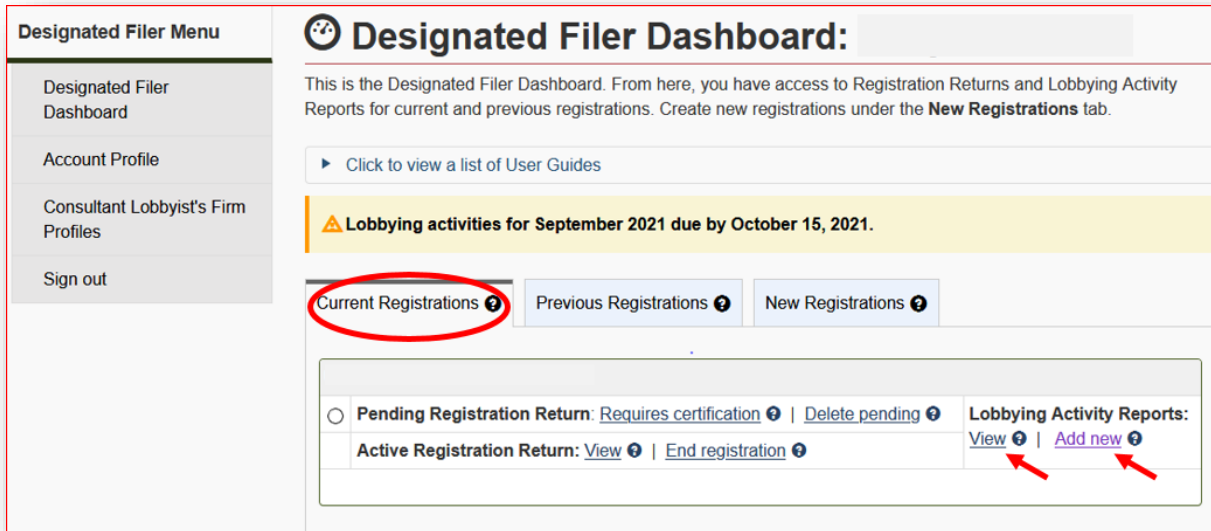 Designated Filer Menu
Designated Filer
Dashboard
Account Profile
Consultant Lobbyist's Firm
Profiles
Sign out
Designated Filer Dashboard:
This is the Designated Filer Dashboard. From here, you have access to Registration Returns and Lobbying Activity
Reports for current and previous registrations. Create new registrations under the New Registrations tab.
Click to view a list of User Guides
Lobbying activities for September 2021 due by October 15, 2021.
Current Registrations ? Previous Registrations ? New Registrations ?
Pending Registration Return: Requires certification ? | Delete pending ?
Active Registration Return: View ? | End registration ?
Lobbying Activity Reports:
View ? | Add new ?